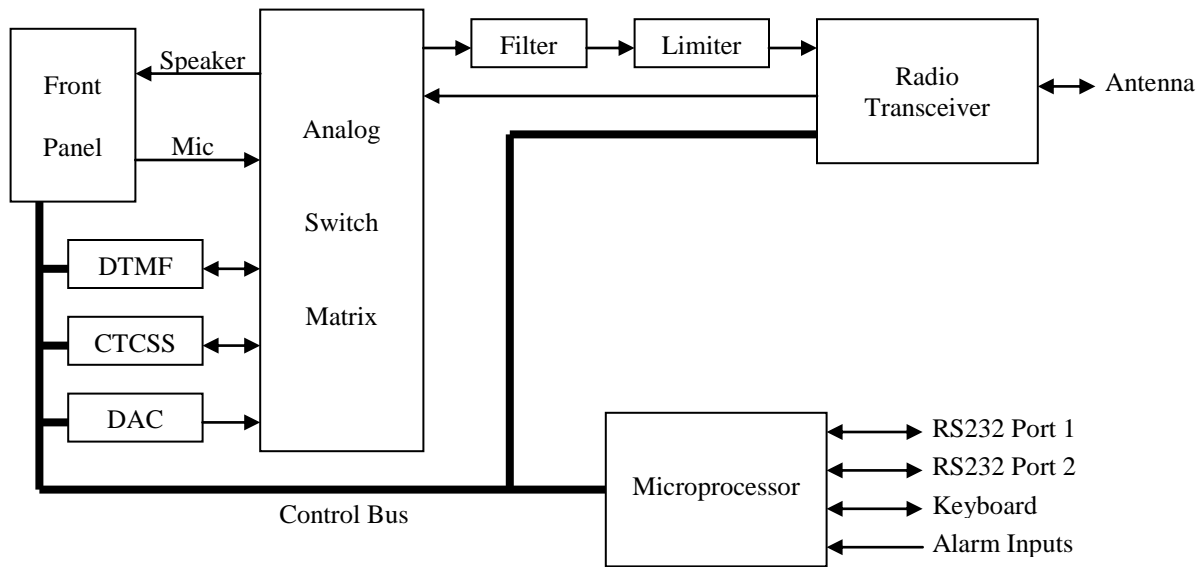 Front
Panel
Speaker
Mic
Analog
Switch
Matrix
Filter
Limiter
Radio
Transceiver
Antenna
DTMF
CTCSS
DAC
Control Bus
Microprocessor
RS232 Port 1
RS232 Port 2
Keyboard
Alarm Inputs